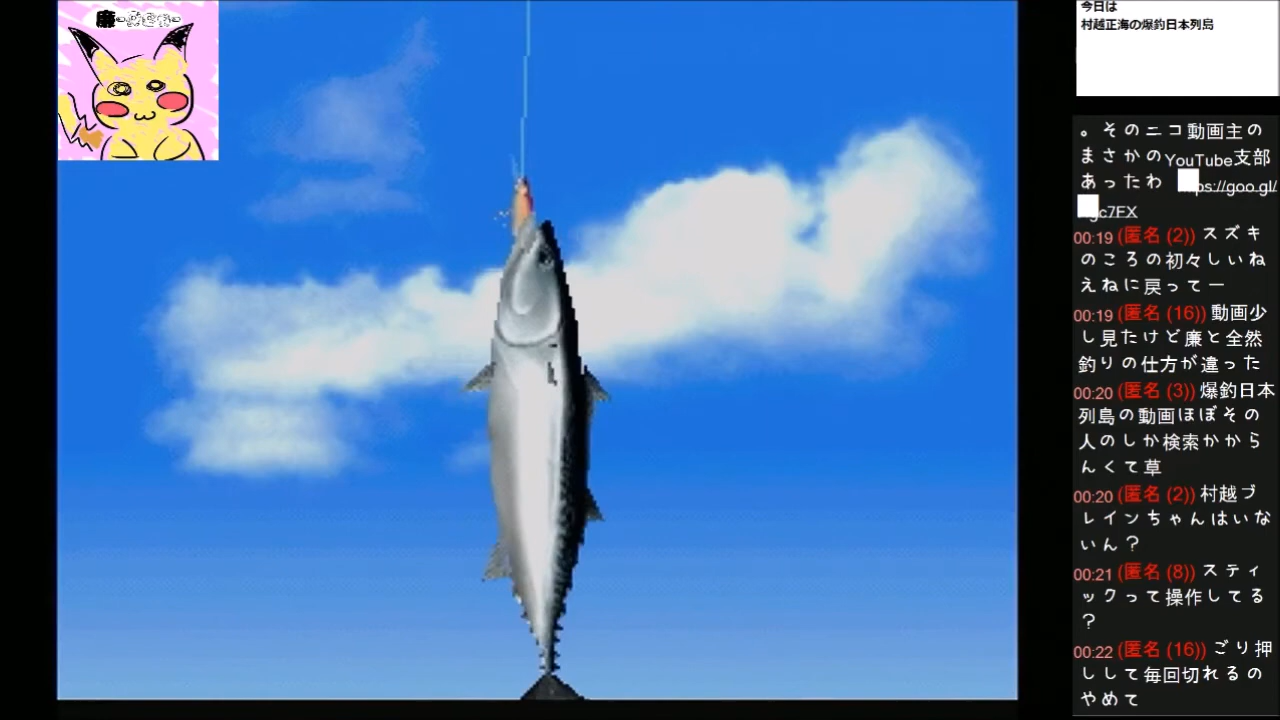 今日は
村越正海の爆釣日本列島
廉
。そのニコ動画主の
まさかのYouTube支部
あったわ ps://goo.gl/
gc7FX
00:19 (匿名 (2)) スズキ
のころの初々しいね
えねに戻ってー
00:19 (匿名 (16)) 動画少
し見たけど廉と全然
釣りの仕方が違った
00:20 (匿名 (3)) 爆釣日本
列島の動画ほぼその
人のしか検索かから
んくて草
00:20 (匿名 (2)) 村越ブ
レインちゃんはいな
いん？
00:21 (匿名 (8)) スティ
ックって操作してる
？
00:22 (匿名 (16)) ごり押
しして毎回切れるの
やめて